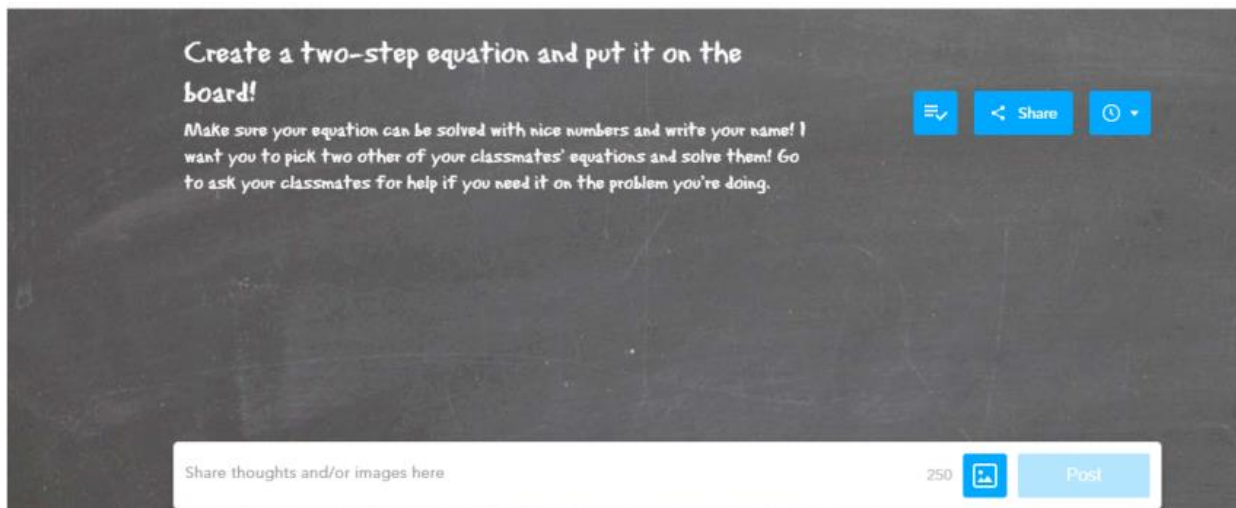 Create a two-step equation and put it on the
board!
Make sure your equation can be solved with nice numbers and write your name! I
want you to pick two other of your classmates' equations and solve them! Go
to ask your classmates for help if you need it on the problem you're doing.
Share
Share thoughts and/or images here
250
Post